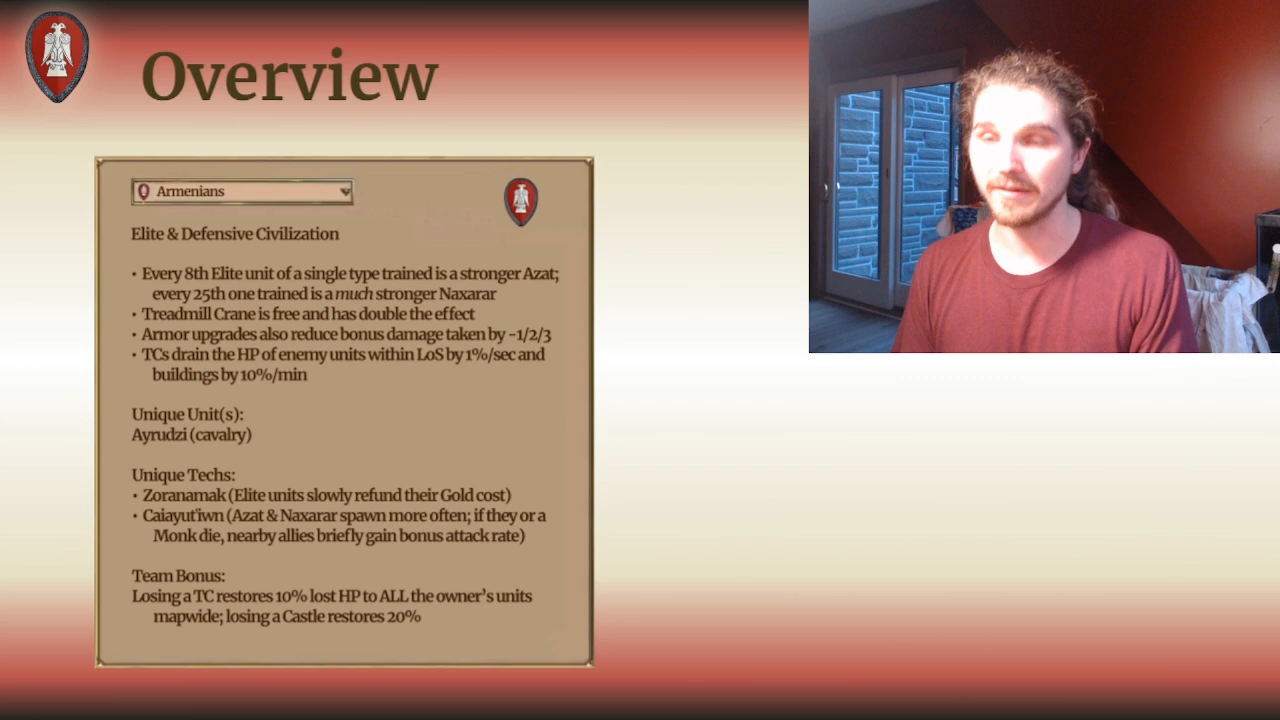 Overview
Armenians
Elite & Defensive Civilization
• Every 8th Elite unit of a single type trained is a stronger Azat;
every 25th one trained is a much stronger Naxarar
• Treadmill Crane is free and has double the effect
• Armor upgrades also reduce bonus damage taken by -1/2/3
• TCs drain the HP of enemy units within LoS by 1%/sec and
buildings by 10%/min
Unique Unit(s):
Ayrudzi (cavalry)
Unique Techs:
• Zoranamak (Elite units slowly refund their Gold cost)
• Caiayut'iwn (Azat & Naxarar spawn more often; if they or a
Monk die, nearby allies briefly gain bonus attack rate)
Team Bonus:
Losing a TC restores 10% lost HP to ALL the owner's units
mapwide; losing a Castle restores 20%